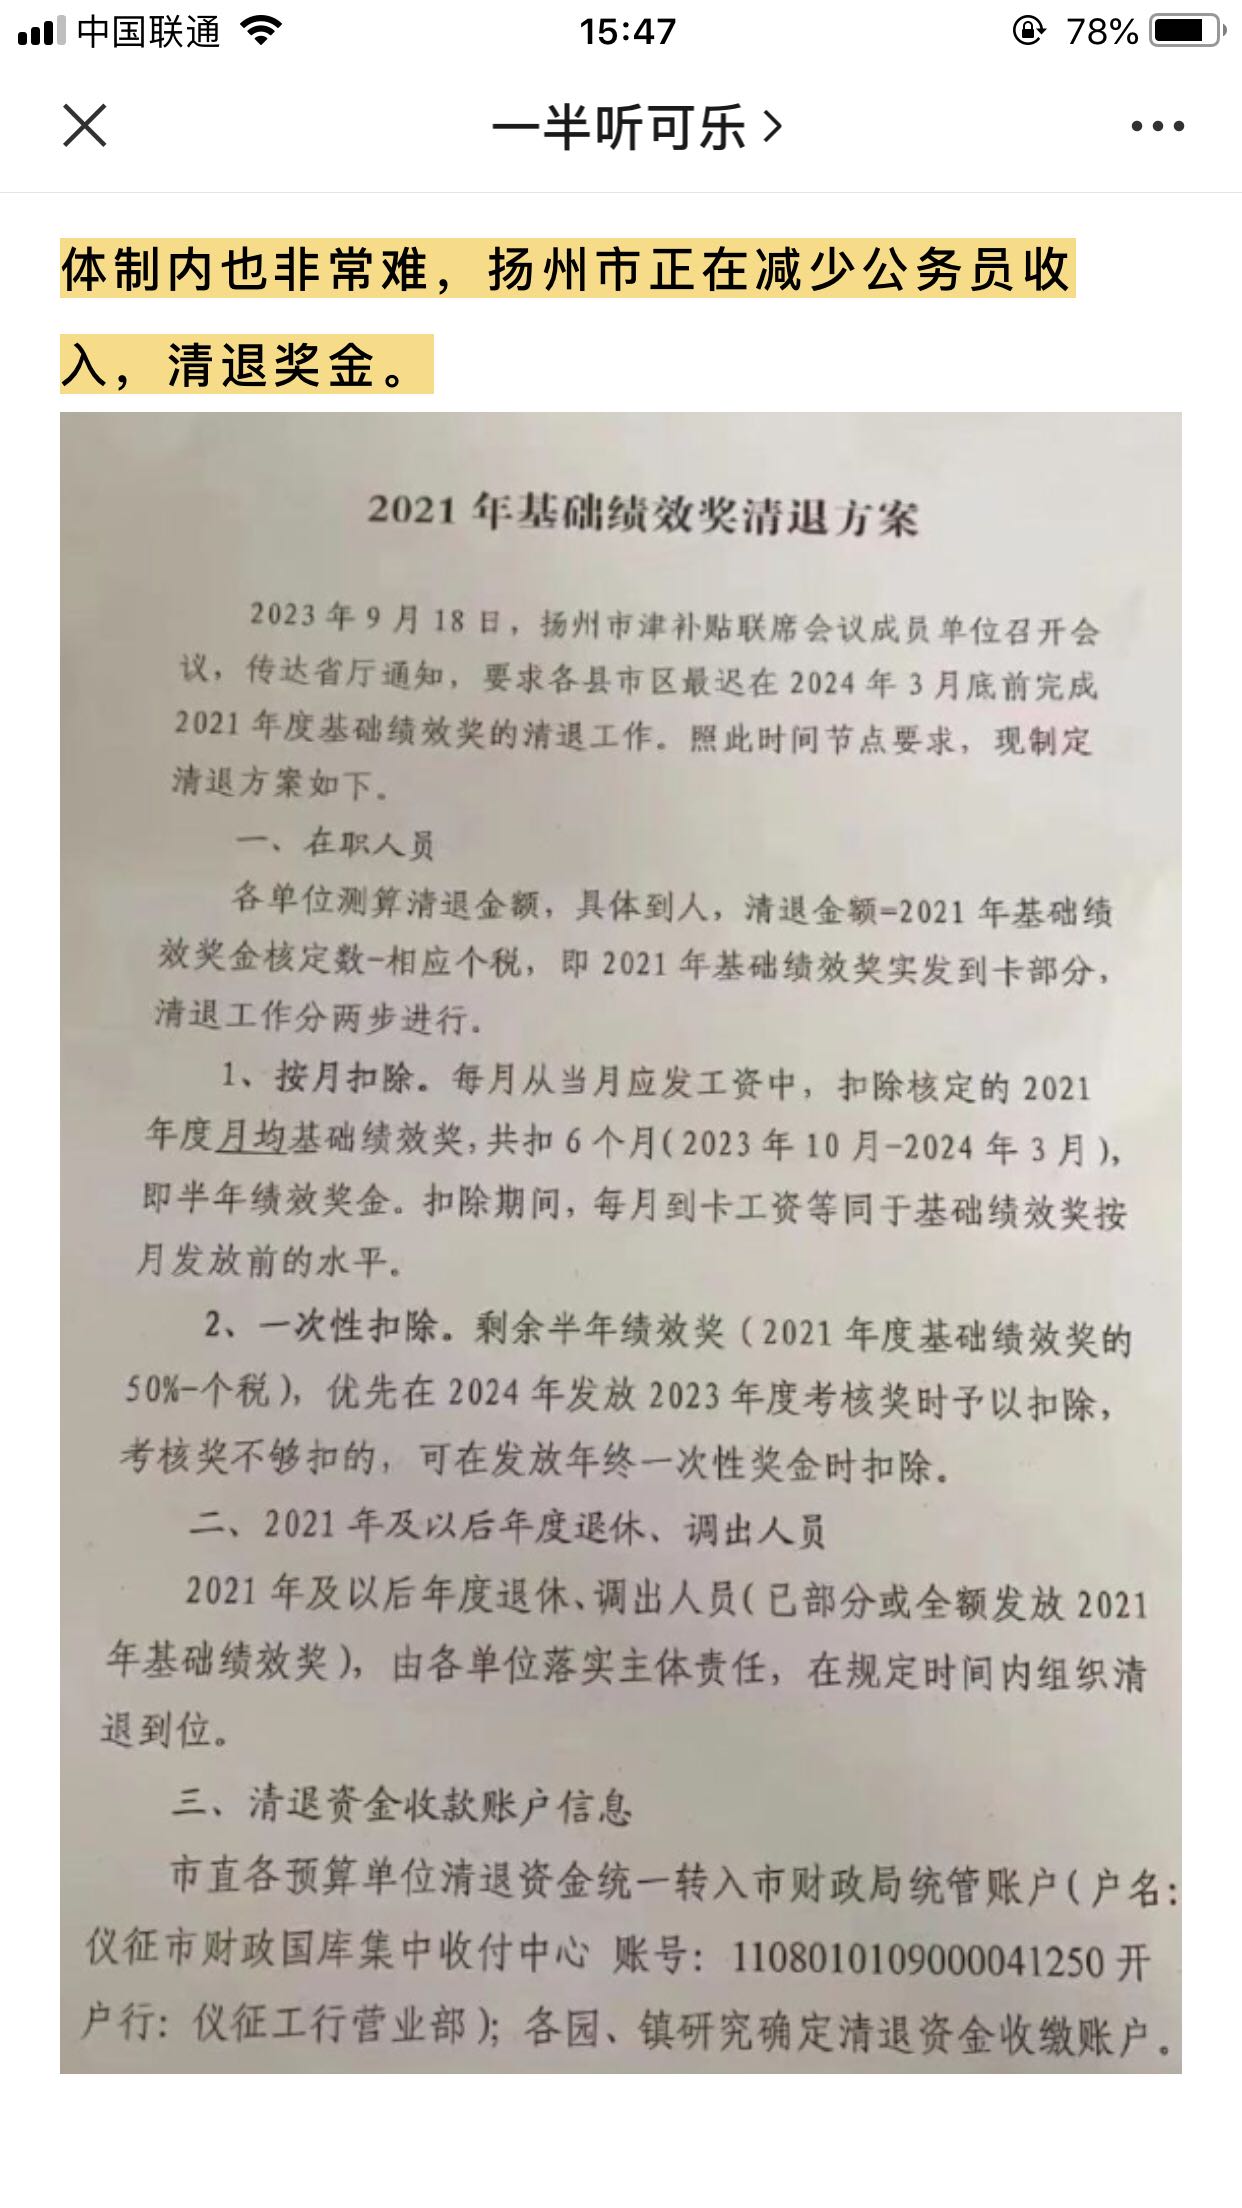 中国联通
15:47
78%
一半听可乐
体制内也非常难，扬州市正在减少公务员收
入，清退奖金。
2021 年基础绩效奖清退方案
2023 年 9 月 18 日，扬州市津补贴联席会议成员单位召开会
议，传达省厅通知，要求各县市区最迟在 2024 年 3 月底前完成
2021 年度基础绩效奖的清退工作。照此时间节点要求，现制定
清退方案如下。
一、在职人员
各单位测算清退金额，具体到人，清退金额=2021 年基础绩
效奖金核定数-相应个税，即 2021 年基础绩效奖实发到卡部分，
清退工作分两步进行。
1、按月扣除。每月从当月应发工资中，扣除核定的 2021
年度月均基础绩效奖，共扣 6 个月（2023 年 10 月-2024 年 3 月），
即半年绩效奖金。扣除期间，每月到卡工资等同于基础绩效奖按
月发放前的水平。
2、一次性扣除。剩余半年绩效奖（2021 年度基础绩效奖的
50%-个税），优先在 2024 年发放 2023 年度考核奖时予以扣除，
考核奖不够扣的，可在发放年终一次性奖金时扣除。
二、2021 年及以后年度退休、调出人员
2021 年及以后年度退休、调出人员（已部分或全额发放 2021
年基础绩效奖），由各单位落实主体责任，在规定时间内组织清
退到位。
三、清退资金收款账户信息
市直各预算单位清退资金统一转入市财政局统管账户（户名：
仪征市财政国库集中收付中心 账号：1108010109000041250 开
户行：仪征工行营业部）；各园、镇研究确定清退资金收缴账户。